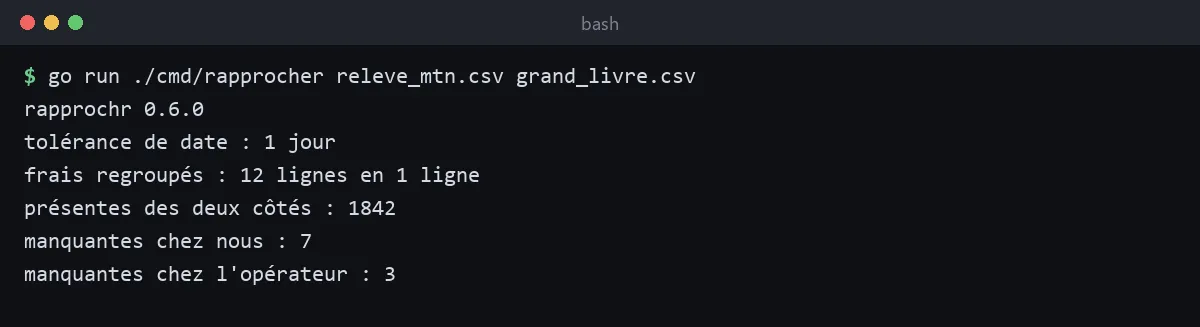 bash
$ go run ./cmd/rapprocher releve_mtn.csv grand_livre.csv
rapprochr 0.6.0
tolérance de date : 1 jour
frais regroupés : 12 lignes en 1 ligne
présentes des deux côtés : 1842
manquantes chez nous : 7
manquantes chez l'opérateur : 3